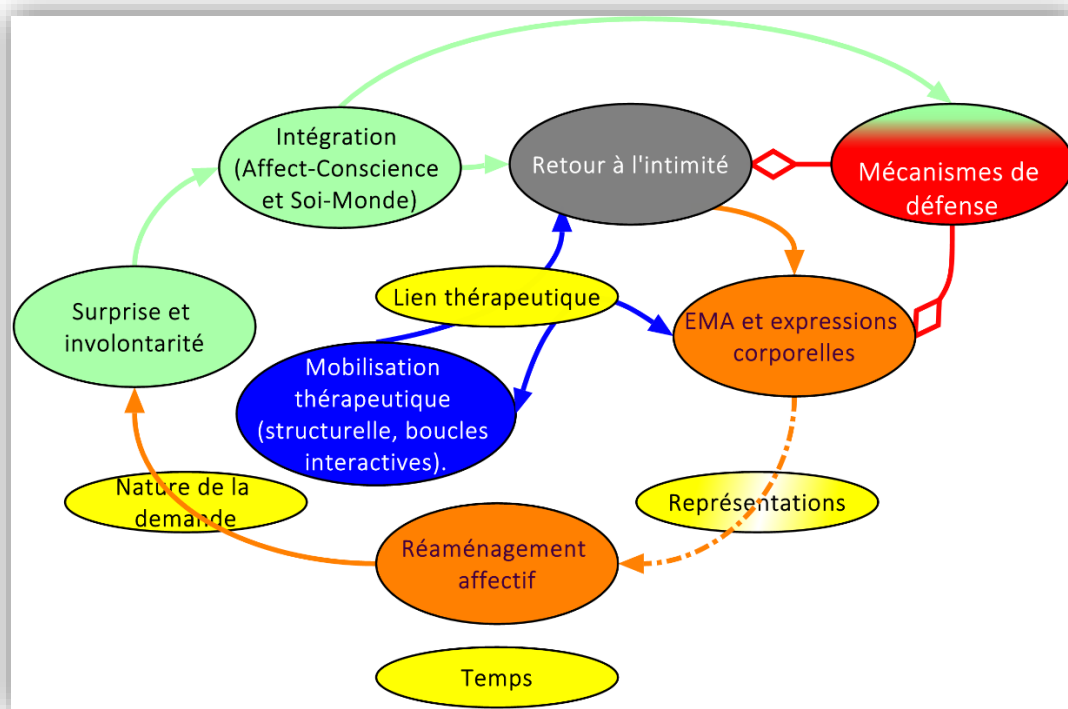 Intégration
(Affect-Conscience
et Soi-Monde)
Retour à l'intimité
Mécanismes de
défense
Surprise et
involontarité
Lien thérapeutique
EMA et expressions
corporelles
Mobilisation
thérapeutique
(structurelle, boucles
interactives).
Nature de la
demande
Représentations
Réaménagement
affectif
Temps